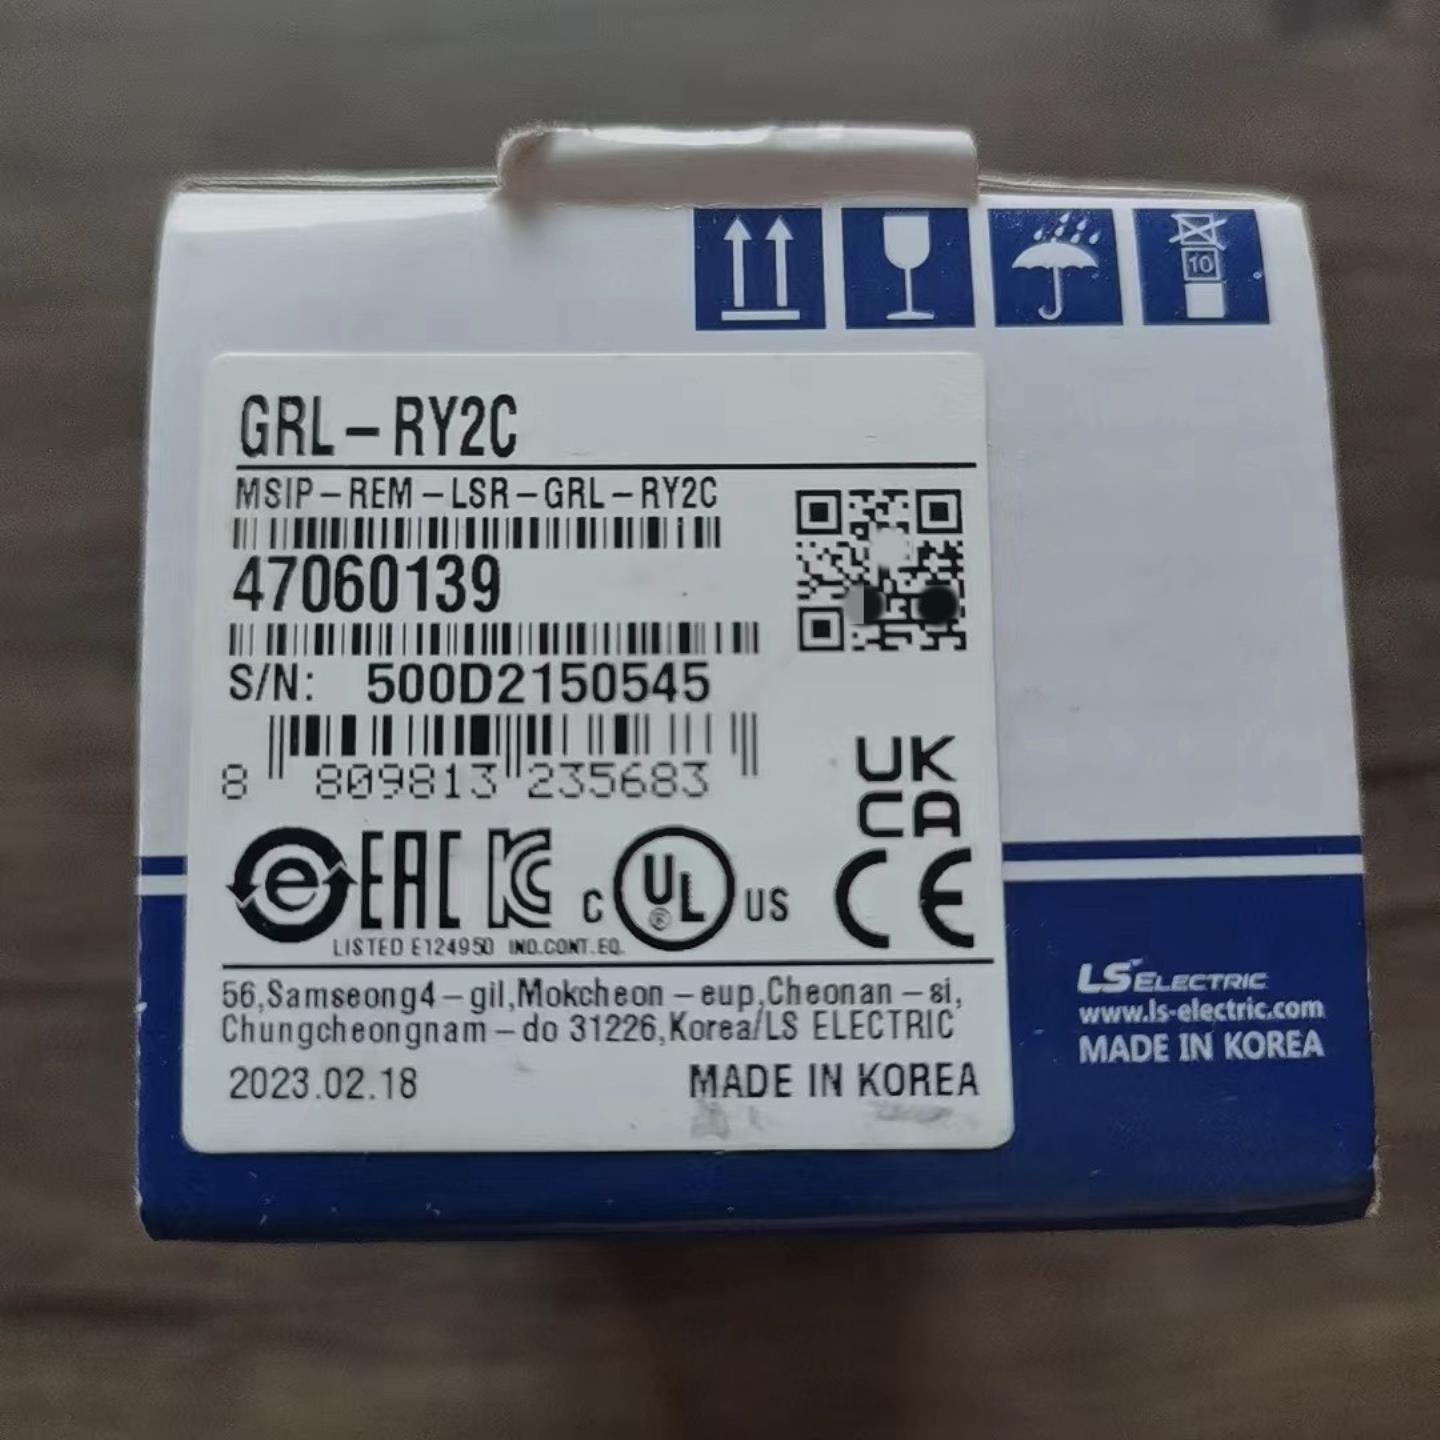 10
GRL-RY2C
MSIP-REM-LSR-GRL-RY2C
47060139
S/N: 500D2150545
8 809813 235683
UK
CA
e EAC KC C UL ® US CE
LISTED E124950 IND.CONT.EQ.
56,Samseong4-gil,Mokcheon-eup,Cheonan-si,
Chungcheongnam-do 31226,Korea/LS ELECTRIC
2023.02.18 MADE IN KOREA
LS ELECTRIC
www.ls-electric.com
MADE IN KOREA